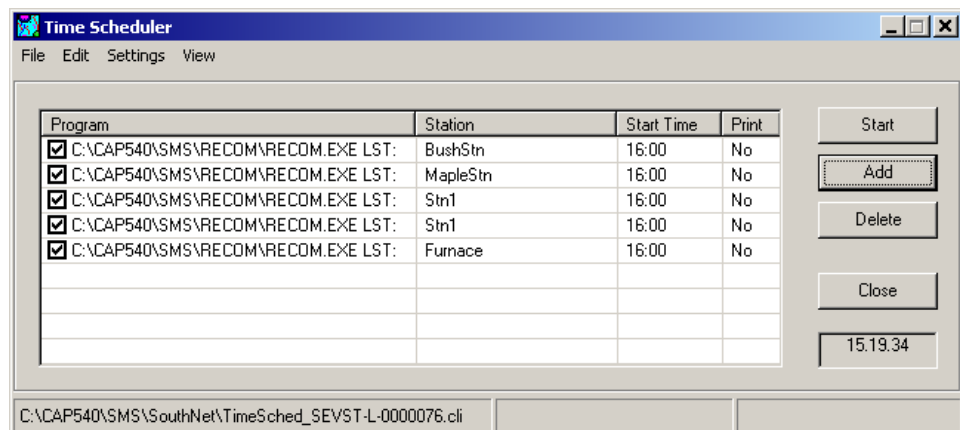 Time Scheduler
File Edit Settings View
Program Station Start Time Print
C:\CAP540\SMS\RECOM\RECOM.EXE LST: BushStn 16:00 No
C:\CAP540\SMS\RECOM\RECOM.EXE LST: MapleStn 16:00 No
C:\CAP540\SMS\RECOM\RECOM.EXE LST: Stn1 16:00 No
C:\CAP540\SMS\RECOM\RECOM.EXE LST: Stn1 16:00 No
C:\CAP540\SMS\RECOM\RECOM.EXE LST: Furnace 16:00 No
Start
Add
Delete
Close
15.19.34
C:\CAP540\SMS\SouthNet\TimeSched_SEVST-L-0000076.cli